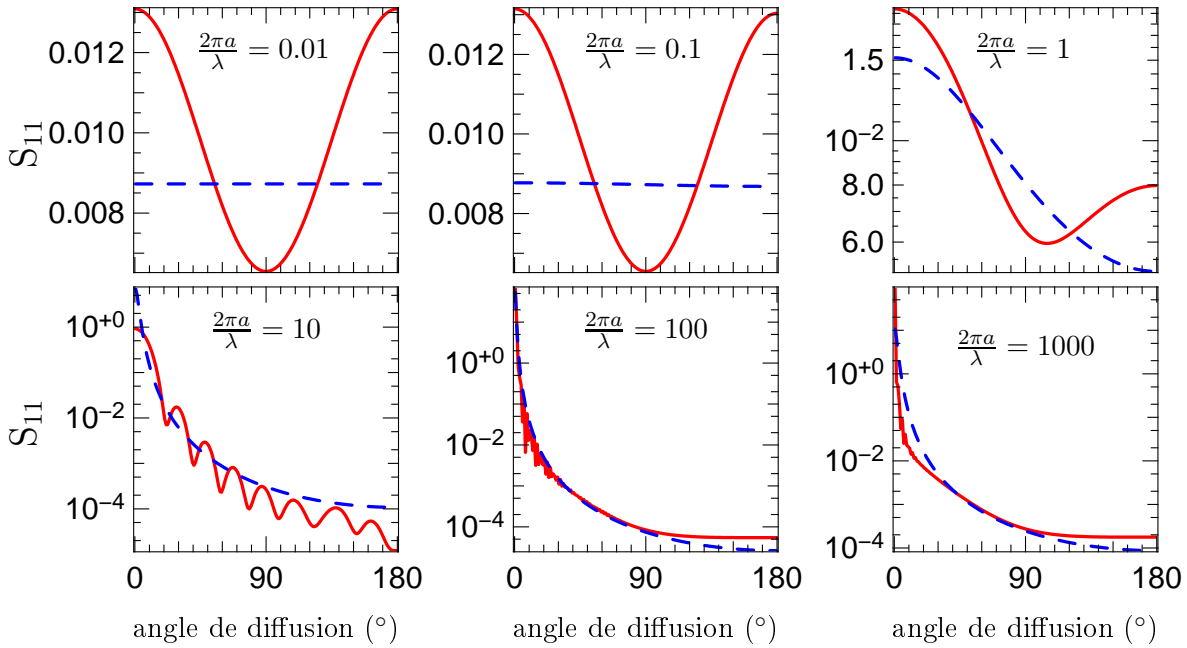 S₁₁
0.012
0.010
0.008
2πa/λ = 0.01
0.012
0.010
0.008
2πa/λ = 0.1
1.5
10⁻²
8.0
6.0
2πa/λ = 1
S₁₁
10⁺⁰
10⁻²
10⁻⁴
2πa/λ = 10
0 90 180
angle de diffusion (°)
10⁺⁰
10⁻²
10⁻⁴
2πa/λ = 100
0 90 180
angle de diffusion (°)
10⁺⁰
10⁻²
10⁻⁴
2πa/λ = 1000
0 90 180
angle de diffusion (°)